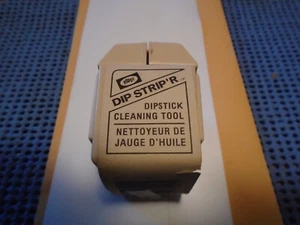 DIP STRIP'R
DIPSTICK
CLEANING TOOL
NETTOYEUR DE
JAUGE D'HUILE